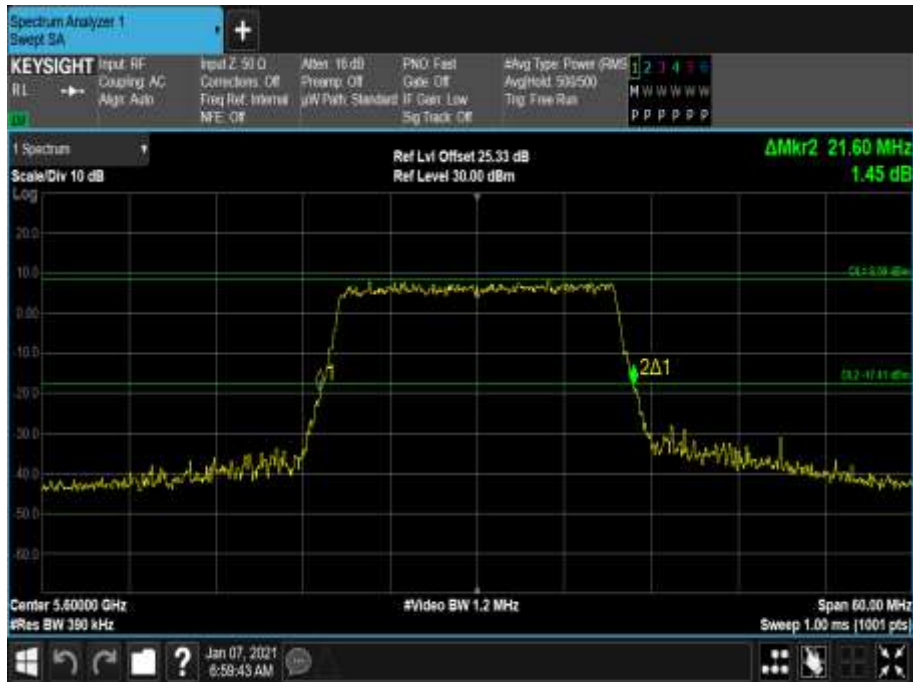 Spectrum Analyzer 1
Swept SA
+
KEYSIGHT
RL
Input: RF
Coupling: AC
Align: Auto
Input Z: 50 Ω
Corrections: Off
Freq Ref: Internal
NFE: Off
Atten: 16 dB
Preamp: Off
µW Path: Standard
PNO: Fast
Gate: Off
IF Gain: Low
Sig Track: Off
#Avg Type: Power (RMS
Avg|Hold: 500/500
Trig: Free Run
1 2 3 4 5 6
M W W W W W
P P P P P P
1 Spectrum
Scale/Div 10 dB
Log
Ref Lvl Offset 25.33 dB
Ref Level 30.00 dBm
ΔMkr2 21.60 MHz
1.45 dB
20.0
10.0
0.00
-10.0
-20.0
-30.0
-40.0
-50.0
-60.0
2Δ1
DL2 -17.41 dBm
Center 5.60000 GHz
#Res BW 390 kHz
#Video BW 1.2 MHz
Span 60.00 MHz
Sweep 1.00 ms (1001 pts)
?
Jan 07, 2021
6:59:43 AM